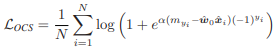 $$\mathcal{L}_{OCS} = \frac{1}{N} \sum_{i=1}^{N} \log \left( 1 + e^{\alpha (m_{y_i} - \hat{\boldsymbol{w}}_0 \hat{\boldsymbol{x}}_i)(-1)^{y_i}} \right)$$